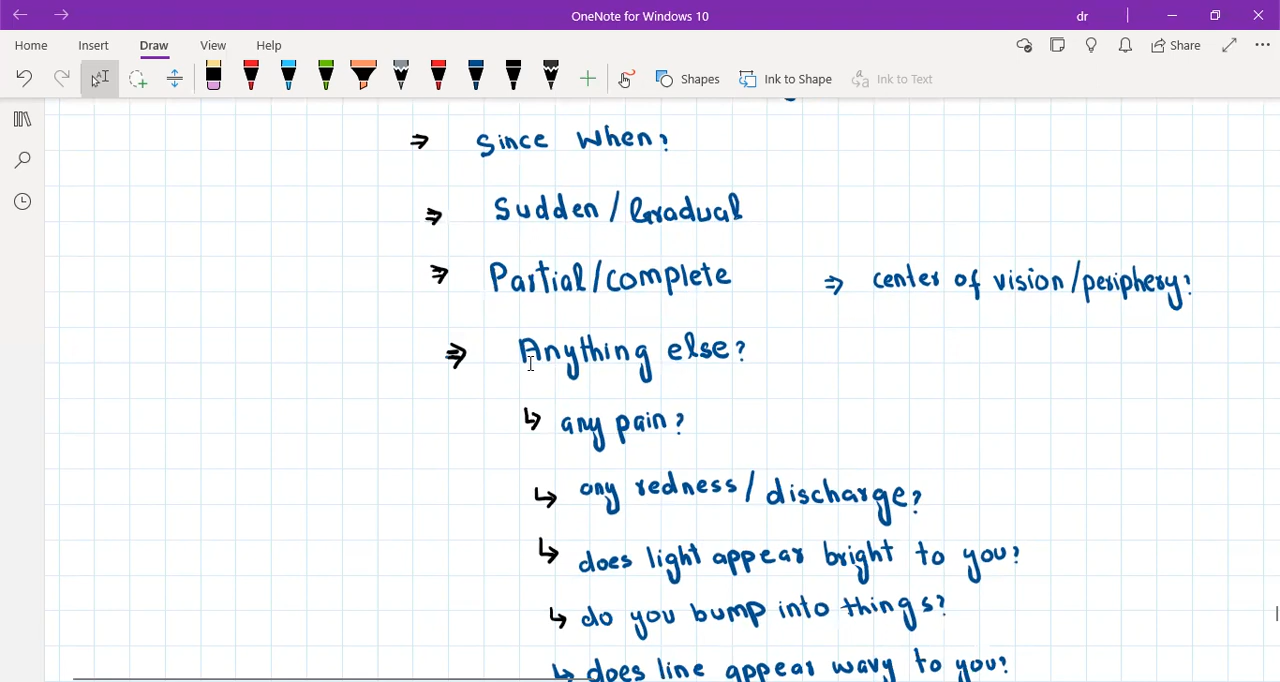 OneNote for Windows 10
dr
Home Insert Draw View Help
Share
Shapes Ink to Shape Ink to Text
⇒ Since When?
⇒ Sudden/Gradual
⇒ Partial/complete ⇒ center of vision/periphery?
⇒ Anything else?
↳ any pain?
↳ any redness/discharge?
↳ does light appear bright to you?
↳ do you bump into things?
↳ does line appear wavy to you?